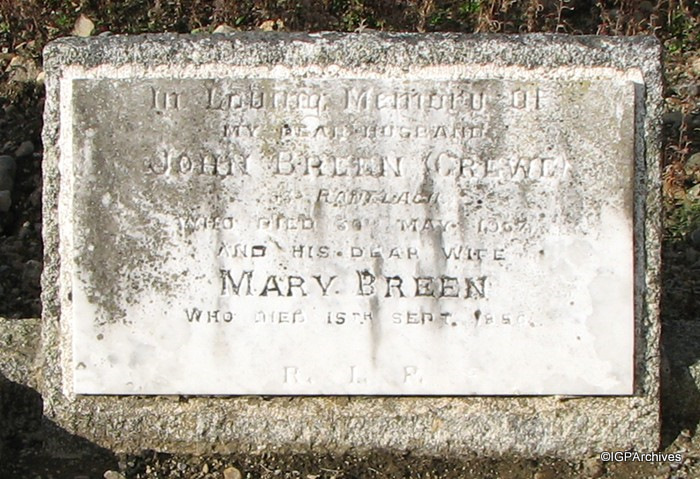 In Loving Memory Of
MY DEAR HUSBAND
JOHN BREEN (CREWE)
WHO DIED MAY
AND HIS DEAR WIFE
MARY BREEN
WHO DIED 15TH SEPT.
R. I. P.
©IGPArchives